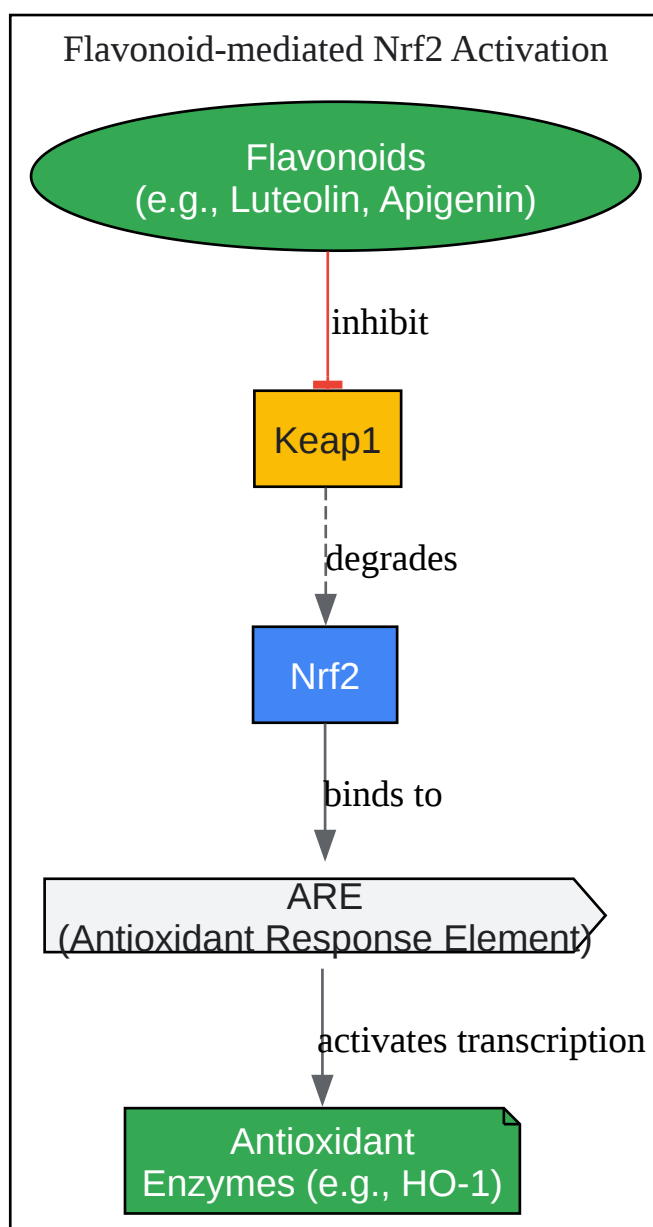 Flavonoid-mediated Nrf2 Activation
Flavonoids
(e.g., Luteolin, Apigenin)
inhibit
Keap1
degrades
Nrf2
binds to
ARE
(Antioxidant Response Element)
activates transcription
Antioxidant
Enzymes (e.g., HO-1)